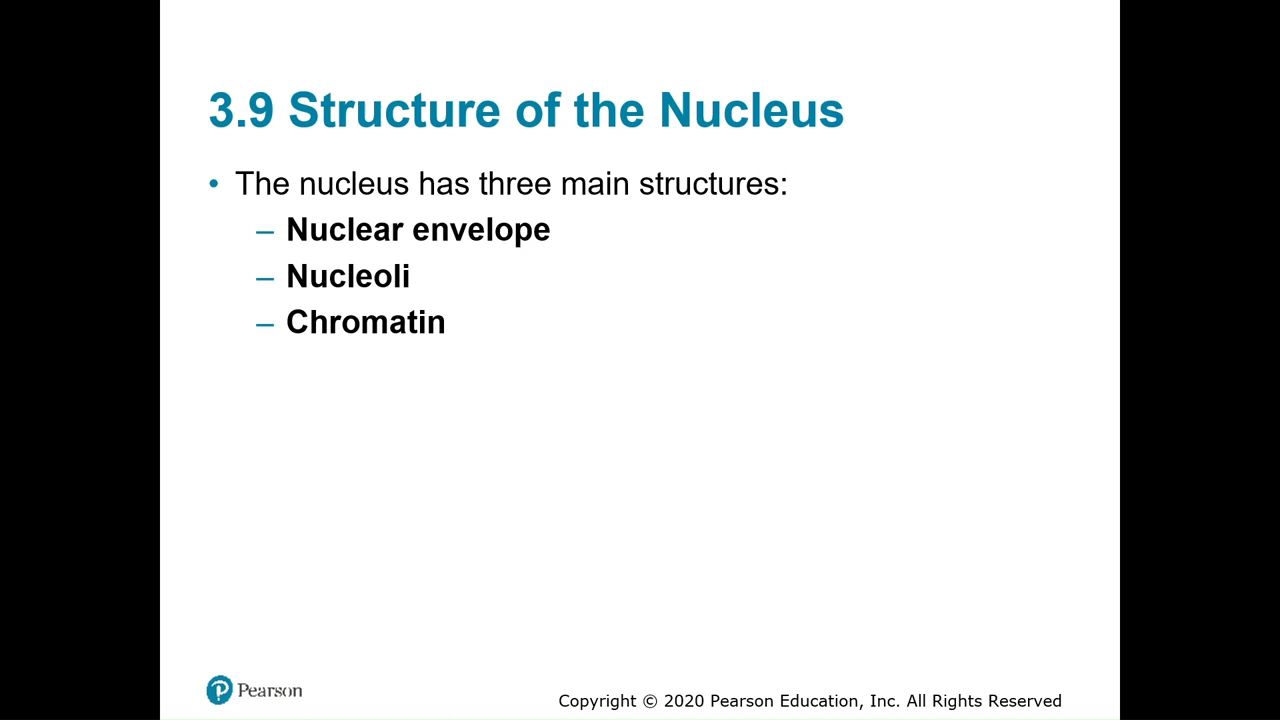 3.9 Structure of the Nucleus
• The nucleus has three main structures:
– Nuclear envelope
– Nucleoli
– Chromatin
Pearson
Copyright © 2020 Pearson Education, Inc. All Rights Reserved